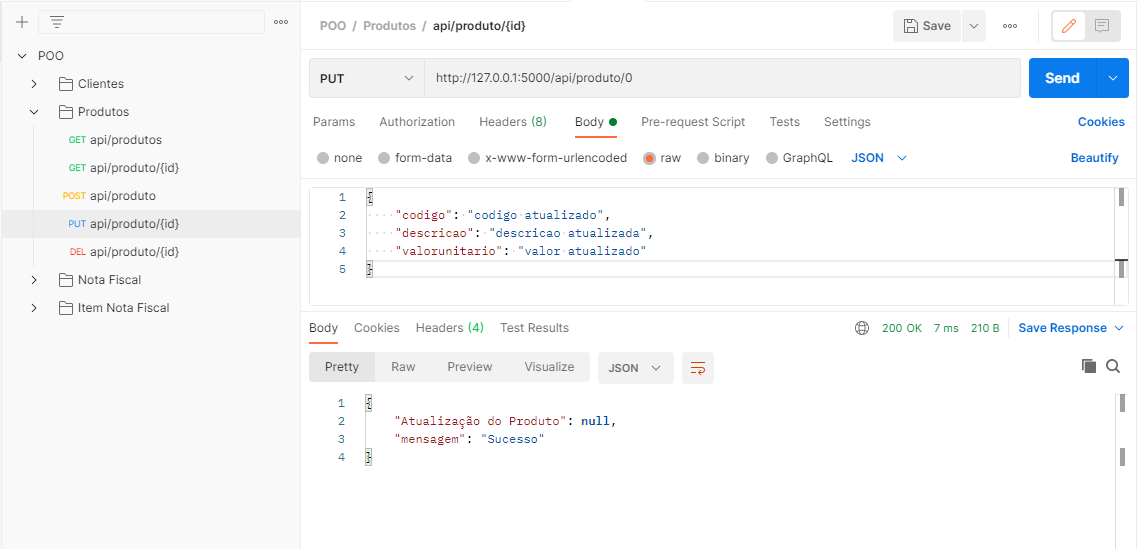 POO
Clientes
Produtos
GET api/produtos
GET api/produto/{id}
POST api/produto
PUT api/produto/{id}
DEL api/produto/{id}
Nota Fiscal
Item Nota Fiscal
POO / Produtos / api/produto/{id}
Save
PUT http://127.0.0.1:5000/api/produto/0 Send
Params Authorization Headers (8) Body Pre-request Script Tests Settings Cookies
none form-data x-www-form-urlencoded raw binary GraphQL JSON Beautify
1 {
2 "codigo": "codigo atualizado",
3 "descricao": "descricao atualizada",
4 "valorunitario": "valor atualizado"
5 }
Body Cookies Headers (4) Test Results 200 OK 7 ms 210 B Save Response
Pretty Raw Preview Visualize JSON
1 {
2 "Atualização do Produto": null,
3 "mensagem": "Sucesso"
4 }